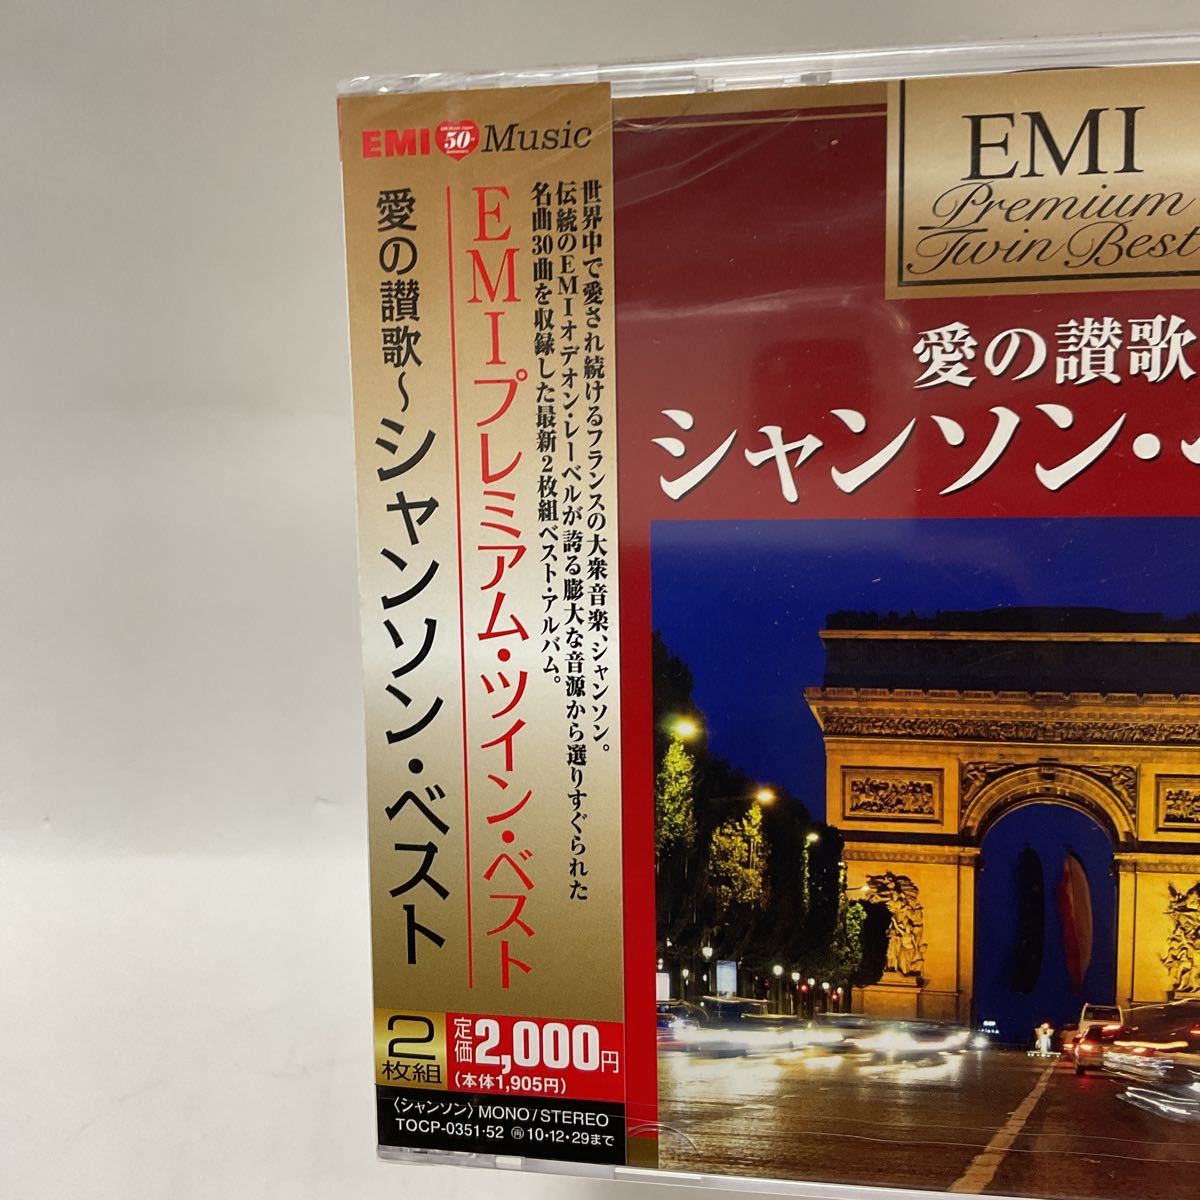 EMI 50th Music
愛の讃歌～シャンソン・ベスト
EMIプレミアム・ツイン・ベスト
世界中で愛され続けるフランスの大衆音楽、シャンソン。
伝統のEMIオデオン・レーベルが誇る膨大な音源から選りすぐられた
名曲30曲を収録した最新2枚組ベスト・アルバム。
2枚組
定価2,000円
(本体1,905円)
〈シャンソン〉MONO/STEREO
TOCP-0351・52 ㊢10・12・29まで
EMI
Premium
Twin Best
愛の讃歌
シャンソン・